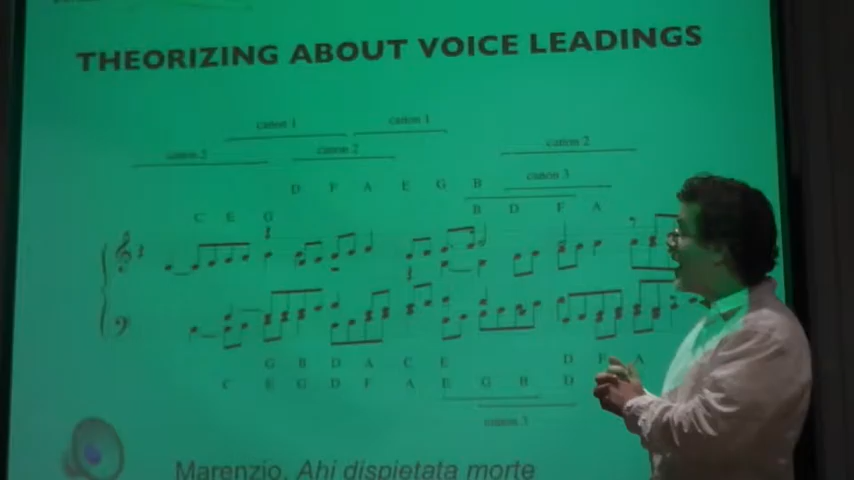 THEORIZING ABOUT VOICE LEADINGS
canon 1 canon 1
canon 2 canon 2 canon 2
canon 3
D F A E G B
C E G B D F A
G B D A C E D F A
C E G D F A E G B D
canon 3
Marenzio, Ahi dispietata morte